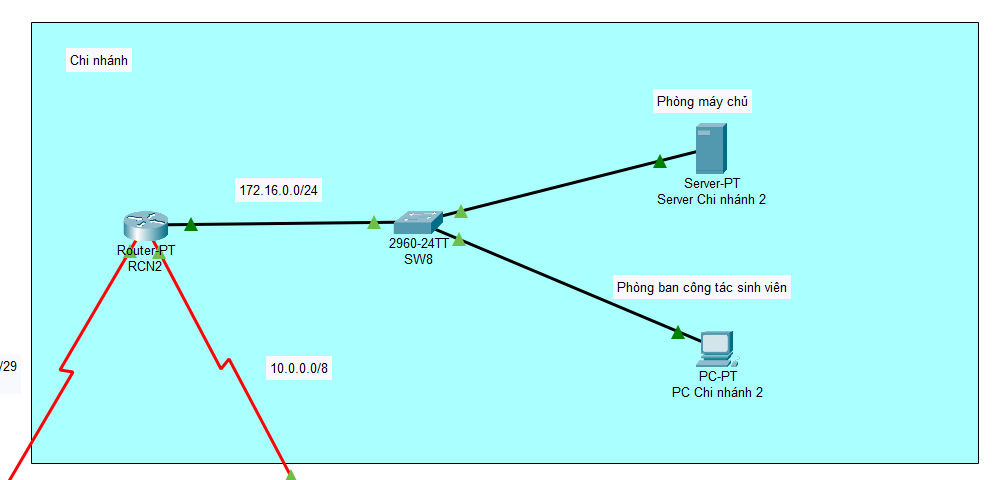 Chi nhánh
Phòng máy chủ
Server-PT
Server Chi nhánh 2
172.16.0.0/24
Router-PT
RCN2
2960-24TT
SW8
Phòng ban công tác sinh viên
PC-PT
PC Chi nhánh 2
/29
10.0.0.0/8